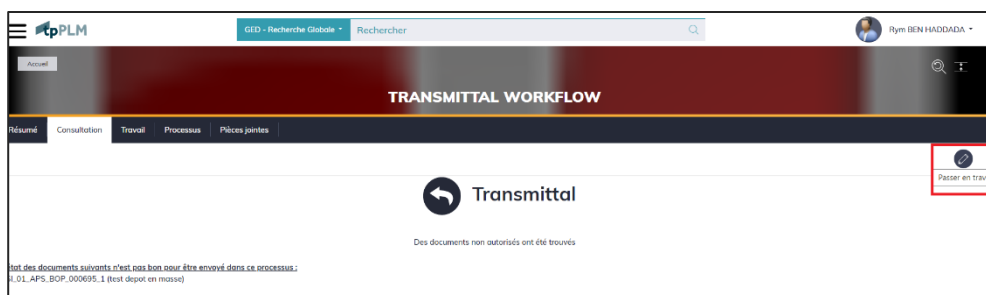 tpPLM
GED - Recherche Globale
Rechercher
Rym BEN HADDADA
Accueil
TRANSMITTAL WORKFLOW
Résumé Consultation Travail Processus Pièces jointes
Passer en trav
Transmittal
Des documents non autorisés ont été trouvés
état des documents suivants n'est pas bon pour être envoyé dans ce processus :
_01_APS_BOP_000695_1 (test depot en masse)